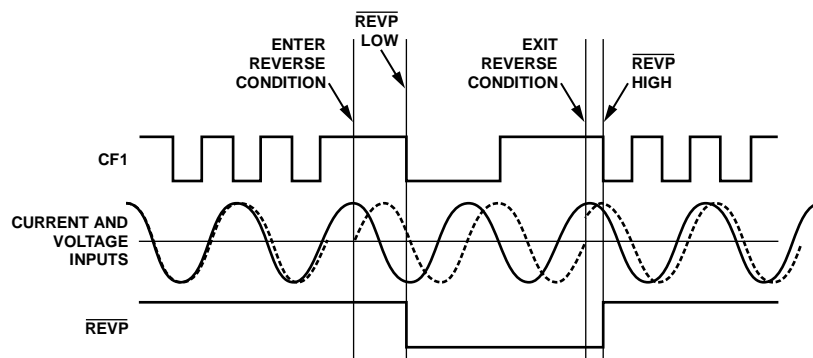 REVP
LOW
ENTER
REVERSE
CONDITION
EXIT
REVERSE
CONDITION
REVP
HIGH
CF1
CURRENT AND
VOLTAGE
INPUTS
REVP